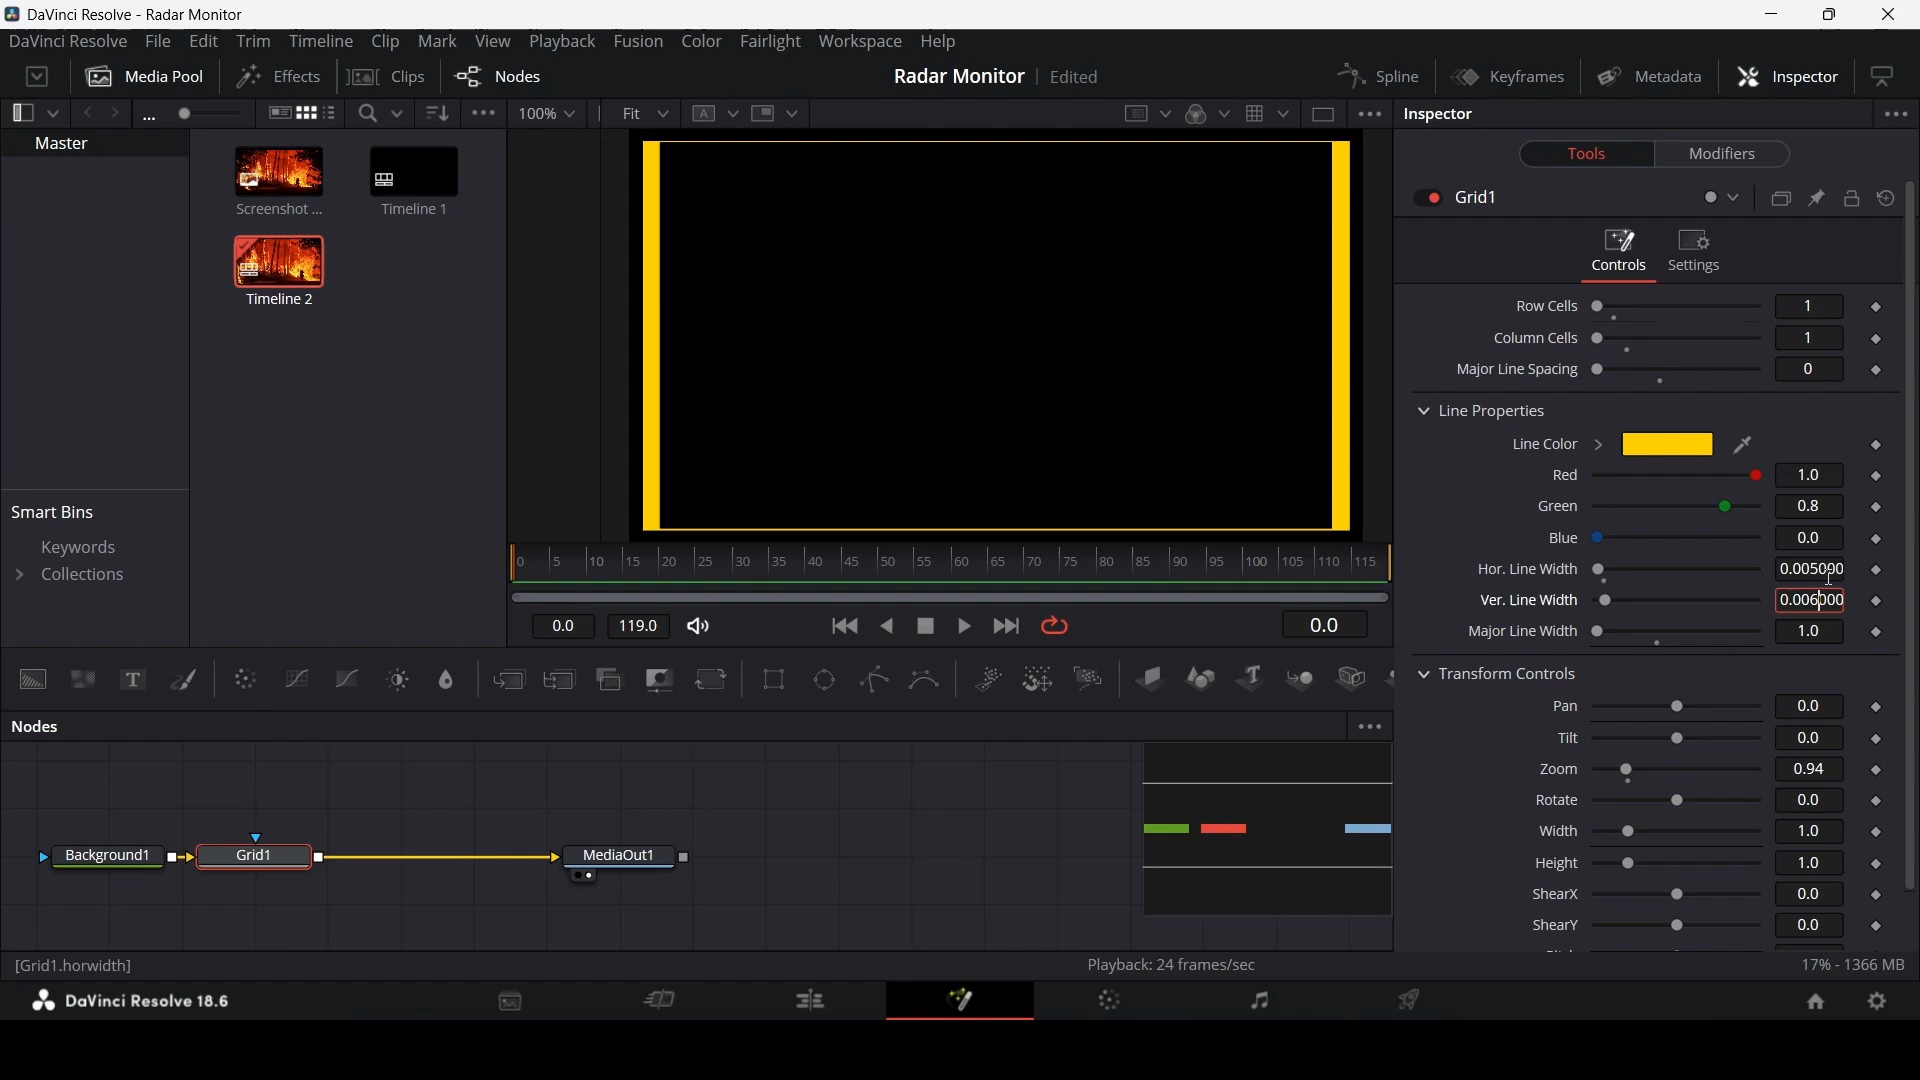 DaVinci Resolve - Radar Monitor
DaVinci Resolve File Edit Trim Timeline Clip Mark View Playback Fusion Color Fairlight Workspace Help
Media Pool Effects Clips Nodes Radar Monitor Edited Spline Keyframes Metadata Inspector
... 100% Fit A Inspector
Master
Screenshot ...
Timeline 1
Timeline 2
Smart Bins
Keywords
Collections
Tools Modifiers
Grid1
Controls Settings
Row Cells 1
Column Cells 1
Major Line Spacing 0
Line Properties
Line Color
Red 1.0
Green 0.8
Blue 0.0
Hor. Line Width 0.005000
Ver. Line Width 0.006000
Major Line Width 1.0
Transform Controls
Pan 0.0
Tilt 0.0
Zoom 0.94
Rotate 0.0
Width 1.0
Height 1.0
ShearX 0.0
ShearY 0.0
0 5 10 15 20 25 30 35 40 45 50 55 60 65 70 75 80 85 90 95 100 105 110 115
0.0 119.0 0.0
T T
Nodes
Background1 Grid1 MediaOut1
[Grid1.horwidth] Playback: 24 frames/sec 17% - 1366 MB
DaVinci Resolve 18.6